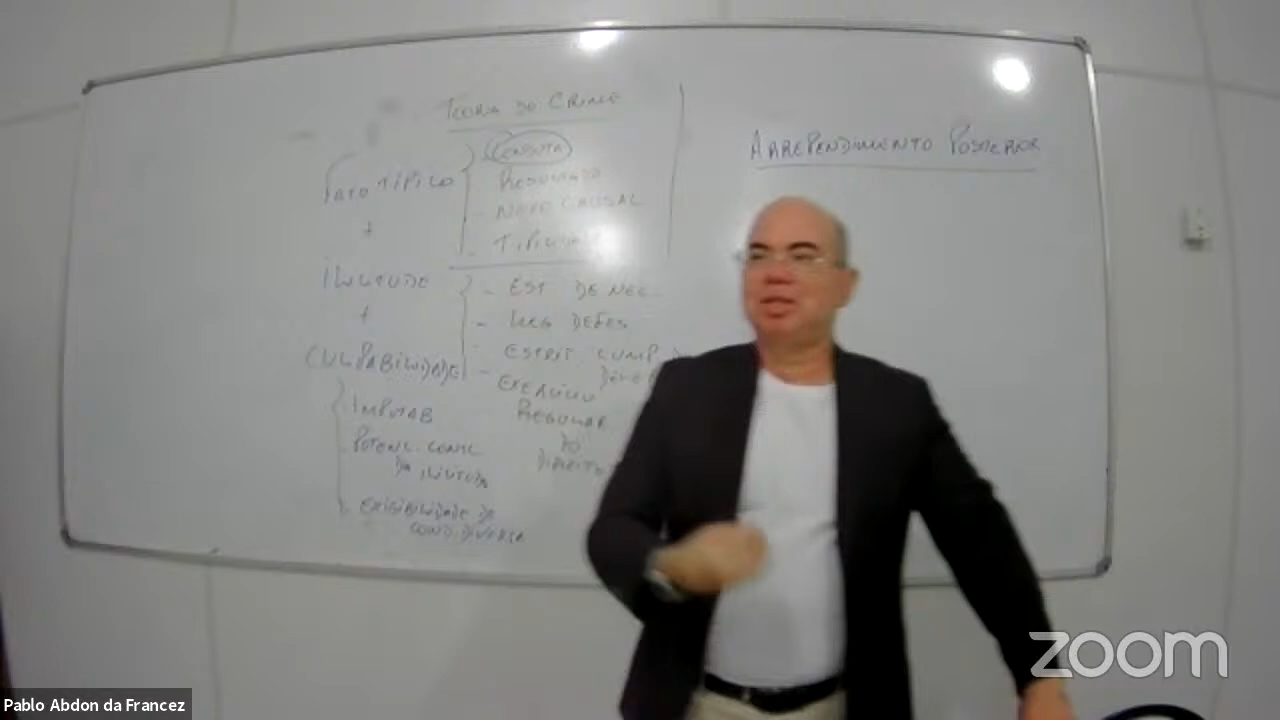 TEORIA DO CRIME
FATO TÍPICO
CONDUTA
RESULTADO
- NEXO CAUSAL
- TIPICIDADE
+
ILICITUDE
- EST DE NEC.
- LEG DEFES
- ESTRIT CUMP DEVER
- EXERCÍCIO REGULAR DO DIREITO
+
CULPABILIDADE
IMPUTAB
POTENC. CONSC DA ILICITUDE
EXIGIBILIDADE DE COND. DIVERSA
ARREPENDIMENTO POSTERIOR
zoom
Pablo Abdon da Francez